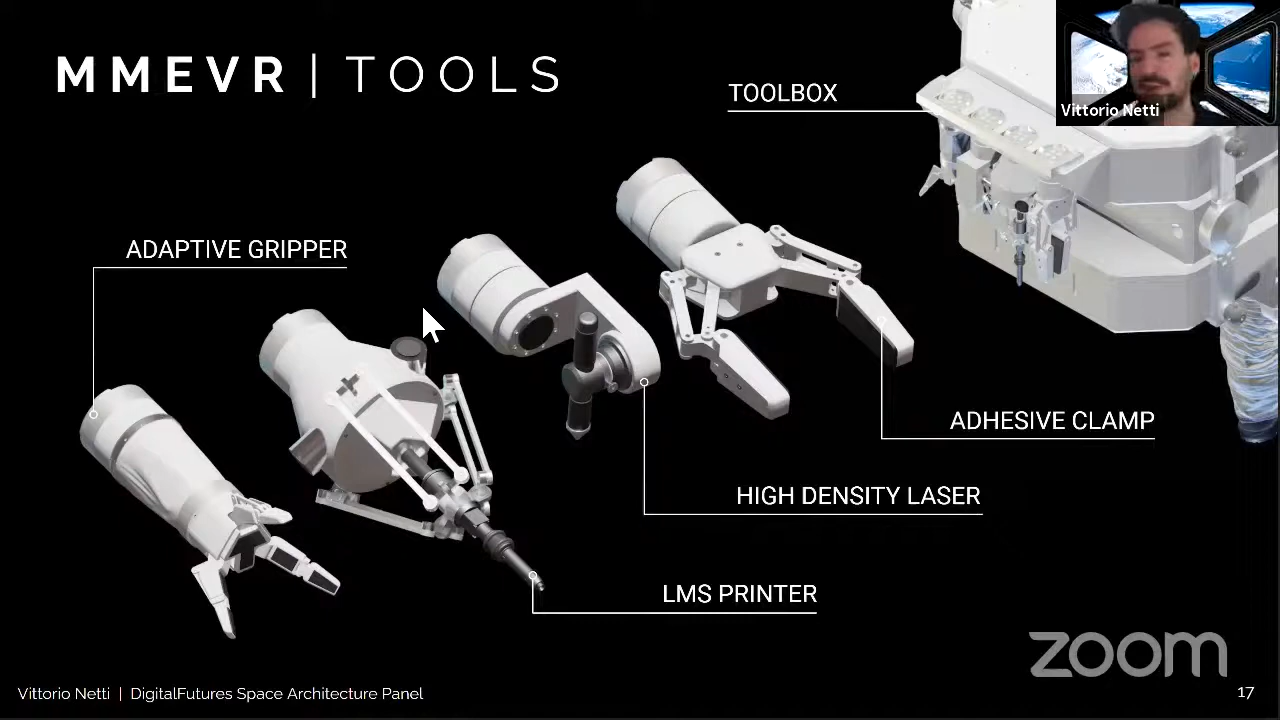 MMEVR | TOOLS
TOOLBOX
Vittorio Netti
ADAPTIVE GRIPPER
ADHESIVE CLAMP
HIGH DENSITY LASER
LMS PRINTER
zoom
Vittorio Netti | DigitalFutures Space Architecture Panel
17